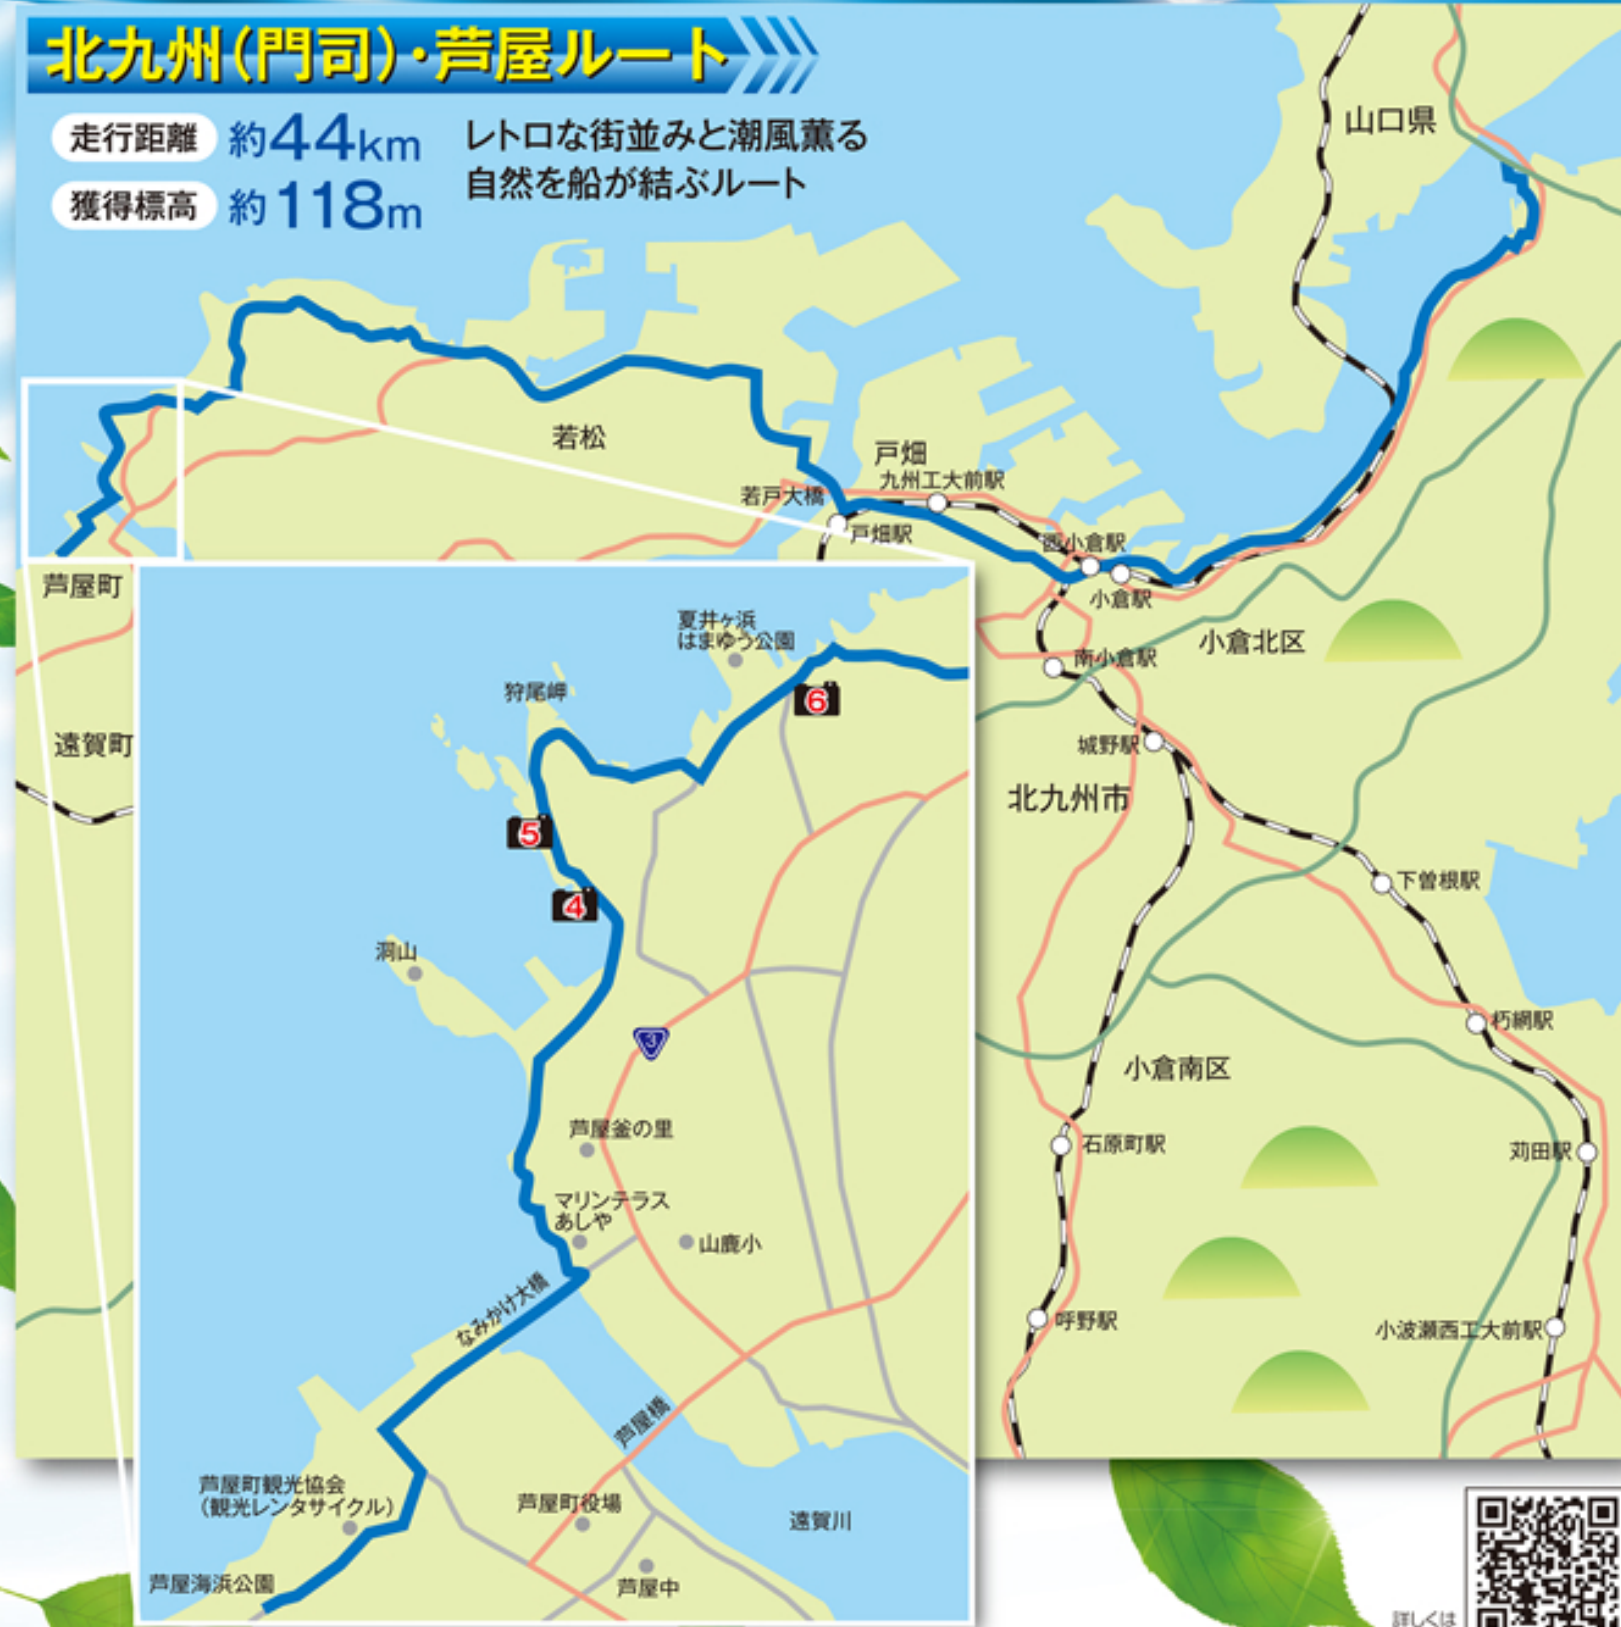 北九州(門司)・芦屋ルート
走行距離 約44km
獲得標高 約118m
レトロな街並みと潮風薫る
自然を船が結ぶルート
山口県
若松
戸畑
九州工大前駅
若戸大橋
戸畑駅
西小倉駅
小倉駅
小倉北区
南小倉駅
城野駅
北九州市
下曽根駅
朽網駅
小倉南区
石原町駅
苅田駅
呼野駅
小波瀬西工大前駅
芦屋町
遠賀町
夏井ヶ浜
はまゆう公園
狩尾岬
6
5
4
洞山
3
芦屋釜の里
マリンテラス
あしや
山鹿小
なみかけ大橋
芦屋橋
芦屋町観光協会
(観光レンタサイクル)
芦屋町役場
遠賀川
芦屋海浜公園
芦屋中
詳しくは